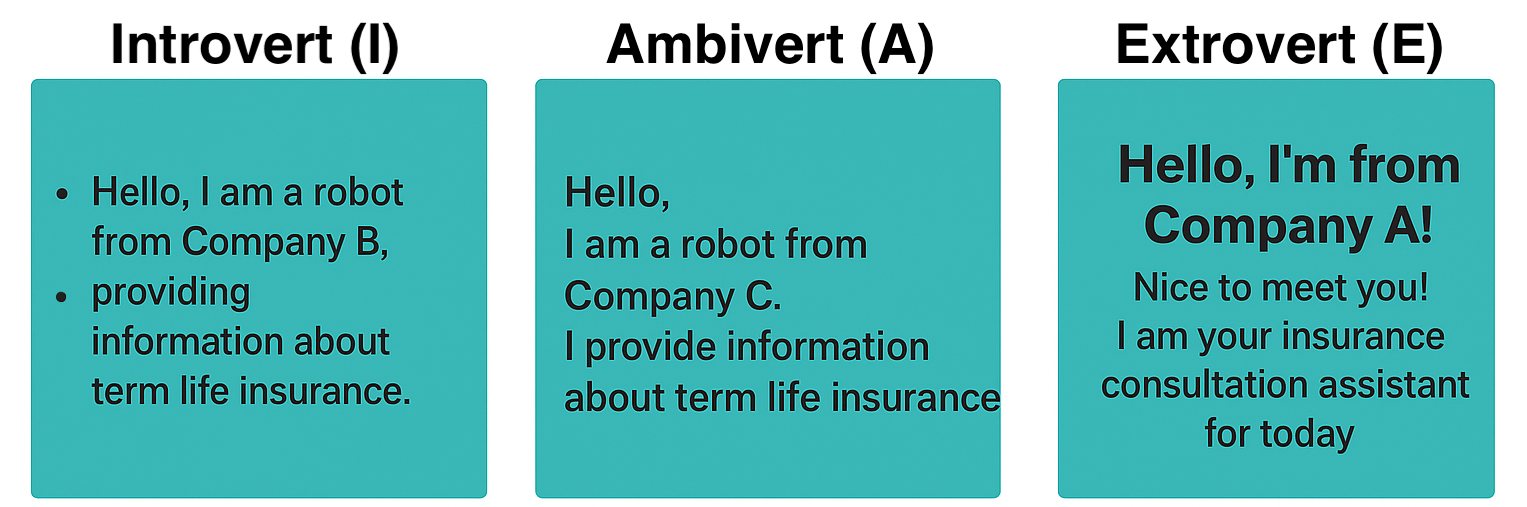 Introvert (I)
• Hello, I am a robot
from Company B,
• providing
information about
term life insurance.
Ambivert (A)
Hello,
I am a robot from
Company C.
I provide information
about term life insurance
Extrovert (E)
Hello, I'm from
Company A!
Nice to meet you!
I am your insurance
consultation assistant
for today